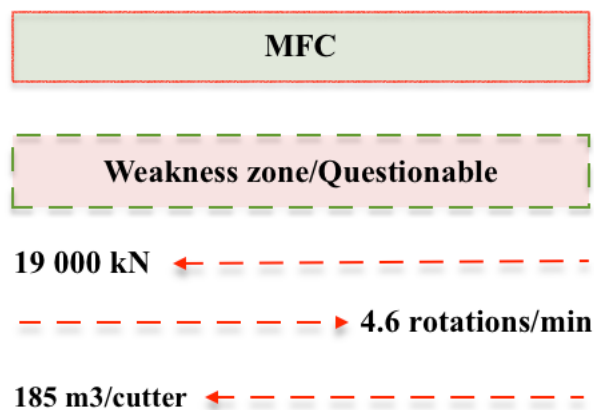 MFC
Weakness zone/Questionable
19 000 kN
4.6 rotations/min
185 m3/cutter